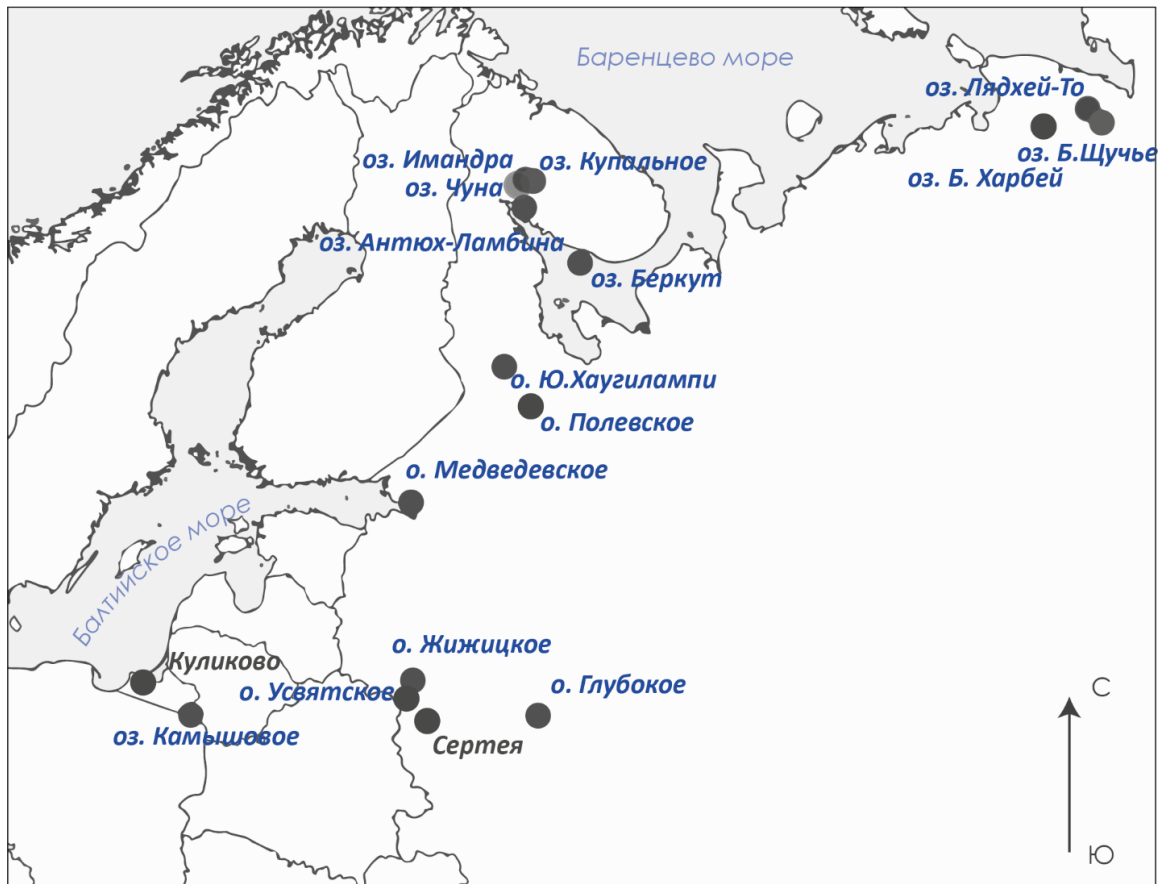 Баренцево море
оз. Лядхей-То
оз. Б.Щучье
оз. Б. Харбей
оз. Имандра
оз. Купальное
оз. Чуна
оз. Антюх-Ламбина
оз. Беркут
о. Ю.Хаугилампи
о. Полевское
о. Медведевское
Балтийское море
о. Жижицкое
Куликово
о. Усвятское
о. Глубокое
С
оз. Камышовое
Сертея
Ю